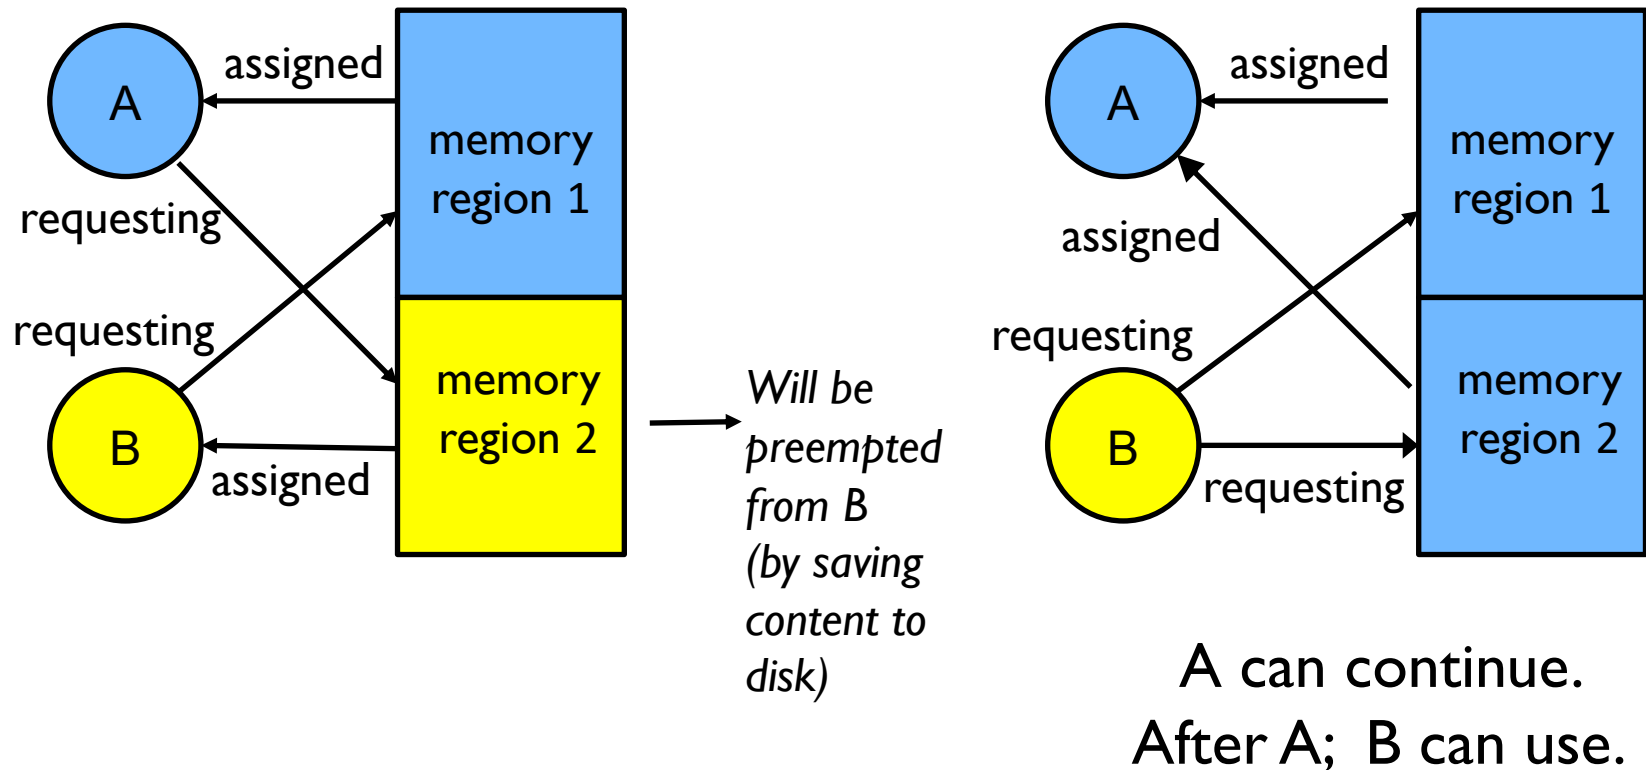 assigned
A
memory
region 1
requesting
requesting
memory
region 2
B
assigned
Will be
preempted
from B
(by saving
content to
disk)
assigned
A
memory
region 1
assigned
requesting
memory
region 2
B
requesting
A can continue.
After A; B can use.